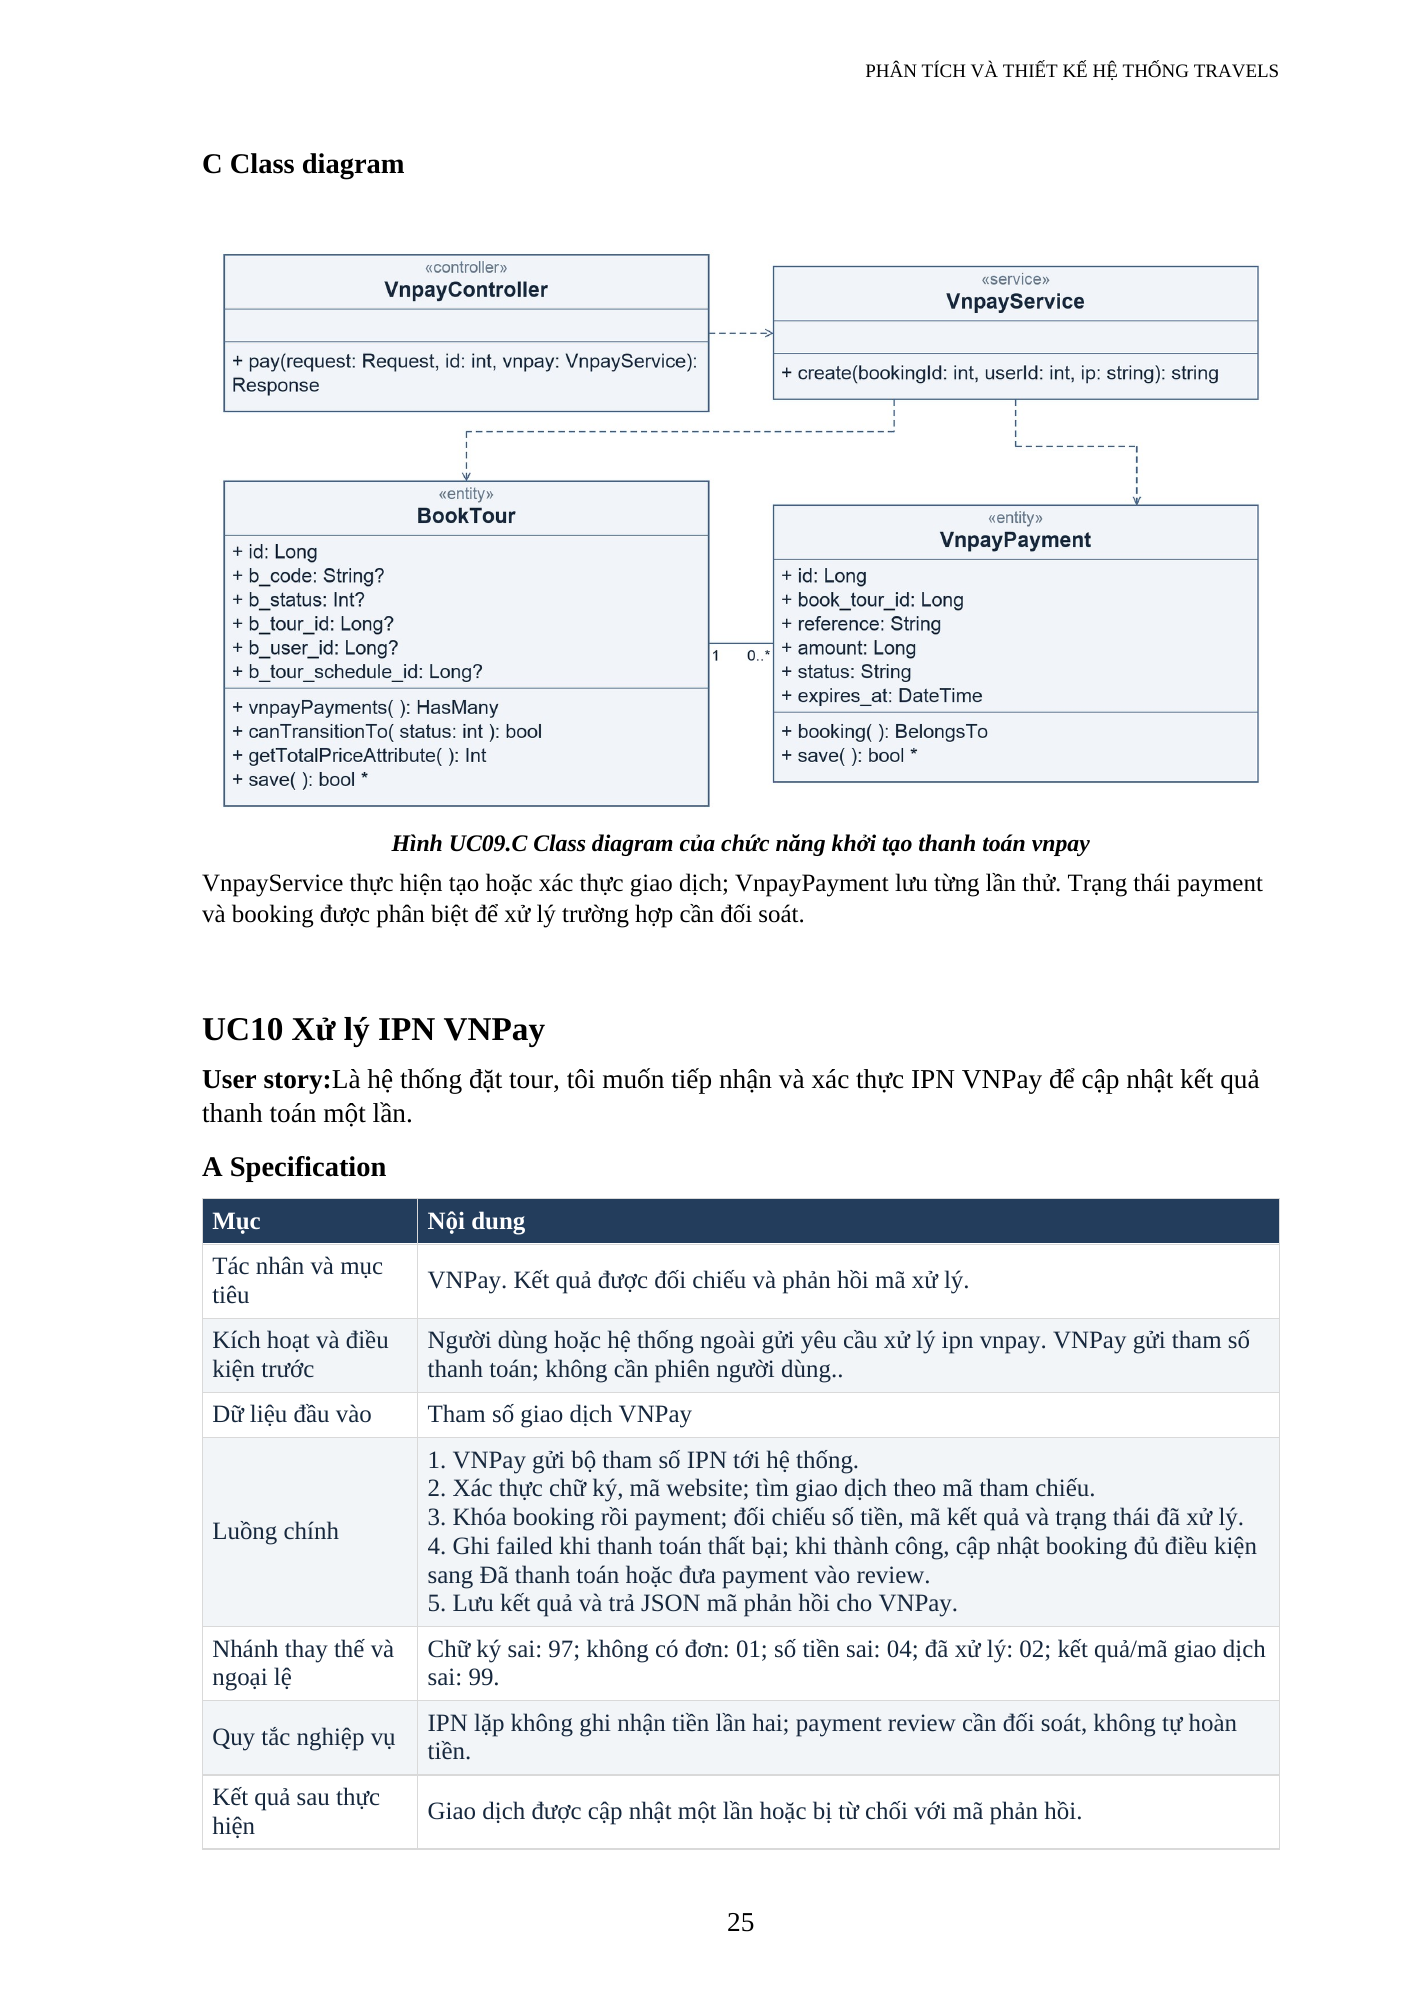 PHÂN TÍCH VÀ THIẾT KẾ HỆ THỐNG TRAVELS
C Class diagram
«controller»
VnpayController
+ pay(request: Request, id: int, vnpay: VnpayService):
Response
«service»
VnpayService
+ create(bookingId: int, userId: int, ip: string): string
«entity»
BookTour
+ id: Long
+ b_code: String?
+ b_status: Int?
+ b_tour_id: Long?
+ b_user_id: Long?
+ b_tour_schedule_id: Long?
+ vnpayPayments( ): HasMany
+ canTransitionTo( status: int ): bool
+ getTotalPriceAttribute( ): Int
+ save( ): bool *
1 0..*
«entity»
VnpayPayment
+ id: Long
+ book_tour_id: Long
+ reference: String
+ amount: Long
+ status: String
+ expires_at: DateTime
+ booking( ): BelongsTo
+ save( ): bool *
Hình UC09.C Class diagram của chức năng khởi tạo thanh toán vnpay
VnpayService thực hiện tạo hoặc xác thực giao dịch; VnpayPayment lưu từng lần thử. Trạng thái payment
và booking được phân biệt để xử lý trường hợp cần đối soát.
UC10 Xử lý IPN VNPay
User story:Là hệ thống đặt tour, tôi muốn tiếp nhận và xác thực IPN VNPay để cập nhật kết quả
thanh toán một lần.
A Specification
Mục Nội dung
Tác nhân và mục
tiêu
VNPay. Kết quả được đối chiếu và phản hồi mã xử lý.
Kích hoạt và điều
kiện trước
Người dùng hoặc hệ thống ngoài gửi yêu cầu xử lý ipn vnpay. VNPay gửi tham số
thanh toán; không cần phiên người dùng..
Dữ liệu đầu vào Tham số giao dịch VNPay
Luồng chính
1. VNPay gửi bộ tham số IPN tới hệ thống.
2. Xác thực chữ ký, mã website; tìm giao dịch theo mã tham chiếu.
3. Khóa booking rồi payment; đối chiếu số tiền, mã kết quả và trạng thái đã xử lý.
4. Ghi failed khi thanh toán thất bại; khi thành công, cập nhật booking đủ điều kiện
sang Đã thanh toán hoặc đưa payment vào review.
5. Lưu kết quả và trả JSON mã phản hồi cho VNPay.
Nhánh thay thế và
ngoại lệ
Chữ ký sai: 97; không có đơn: 01; số tiền sai: 04; đã xử lý: 02; kết quả/mã giao dịch
sai: 99.
Quy tắc nghiệp vụ
IPN lặp không ghi nhận tiền lần hai; payment review cần đối soát, không tự hoàn
tiền.
Kết quả sau thực
hiện
Giao dịch được cập nhật một lần hoặc bị từ chối với mã phản hồi.
25